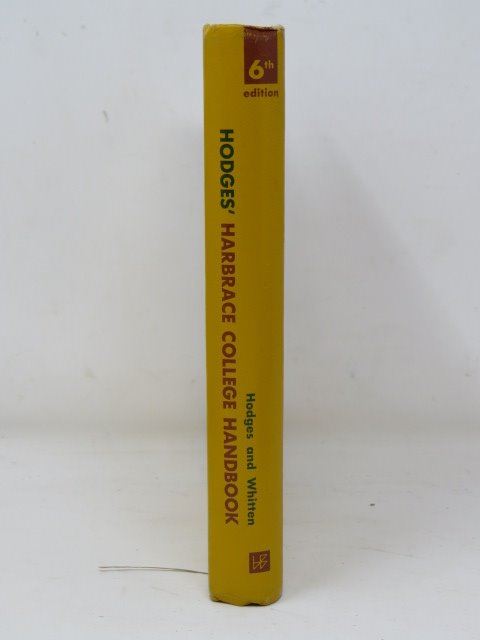 6th
edition
HODGES' HARBRACE COLLEGE HANDBOOK
Hodges and Whitten